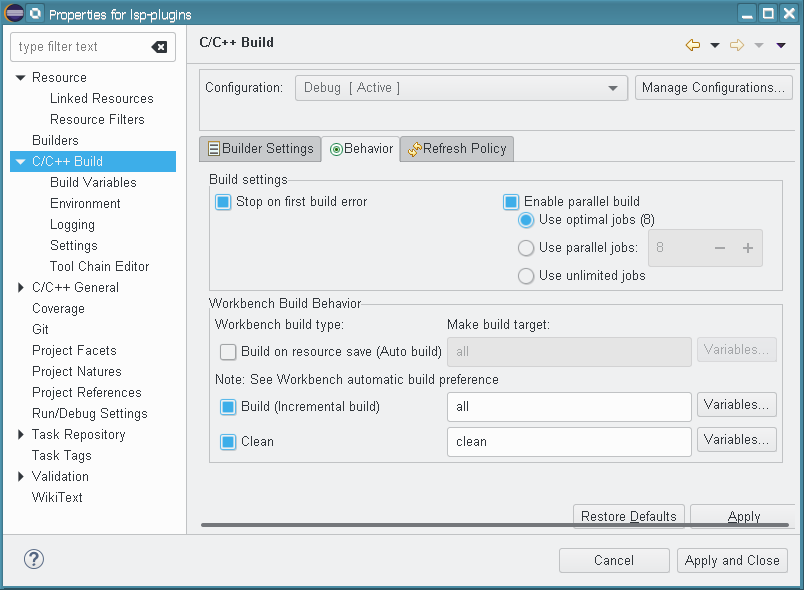 Properties for lsp-plugins
type filter text
Resource
Linked Resources
Resource Filters
Builders
C/C++ Build
Build Variables
Environment
Logging
Settings
Tool Chain Editor
C/C++ General
Coverage
Git
Project Facets
Project Natures
Project References
Run/Debug Settings
Task Repository
Task Tags
Validation
WikiText
C/C++ Build
Configuration: Debug [ Active ] Manage Configurations...
Builder Settings Behavior Refresh Policy
Build settings
Stop on first build error Enable parallel build
Use optimal jobs (8)
Use parallel jobs: 8 − +
Use unlimited jobs
Workbench Build Behavior
Workbench build type: Make build target:
Build on resource save (Auto build) all Variables...
Note: See Workbench automatic build preference
Build (Incremental build) all Variables...
Clean clean Variables...
Restore Defaults Apply
? Cancel Apply and Close